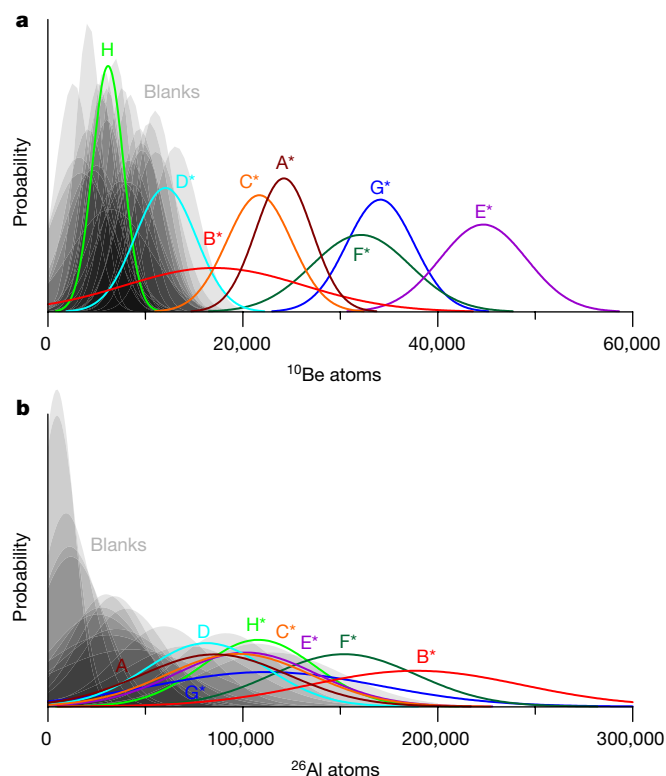 a
H
Blanks
A*
D*
C*
G*
E*
B*
F*
Probability
0
20,000
40,000
60,000
¹⁰Be atoms
b
Blanks
Probability
H*
C*
D
E*
F*
B*
A
G*
0
100,000
200,000
300,000
²⁶Al atoms